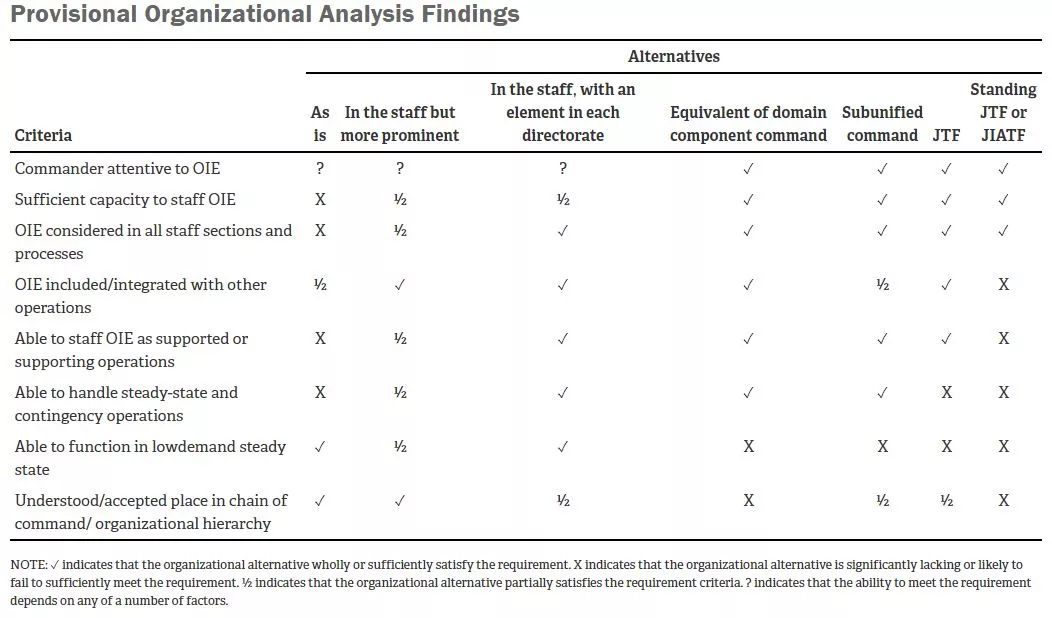 Provisional Organizational Analysis Findings
Alternatives
Criteria As is In the staff but more prominent In the staff, with an element in each directorate Equivalent of domain component command Subunified command JTF Standing JTF or JIATF
Commander attentive to OIE ? ? ? ✓ ✓ ✓ ✓
Sufficient capacity to staff OIE X ½ ½ ✓ ✓ ✓ ✓
OIE considered in all staff sections and processes X ½ ✓ ✓ ✓ ✓ ✓
OIE included/integrated with other operations ½ ✓ ✓ ✓ ½ ✓ X
Able to staff OIE as supported or supporting operations X ½ ✓ ✓ ✓ ✓ X
Able to handle steady-state and contingency operations X ½ ✓ ✓ ✓ X X
Able to function in lowdemand steady state ✓ ½ ✓ X X X X
Understood/accepted place in chain of command/ organizational hierarchy ✓ ✓ ½ X ½ ½ X
NOTE: ✓ indicates that the organizational alternative wholly or sufficiently satisfy the requirement. X indicates that the organizational alternative is significantly lacking or likely to
fail to sufficiently meet the requirement. ½ indicates that the organizational alternative partially satisfies the requirement criteria. ? indicates that the ability to meet the requirement
depends on any of a number of factors.